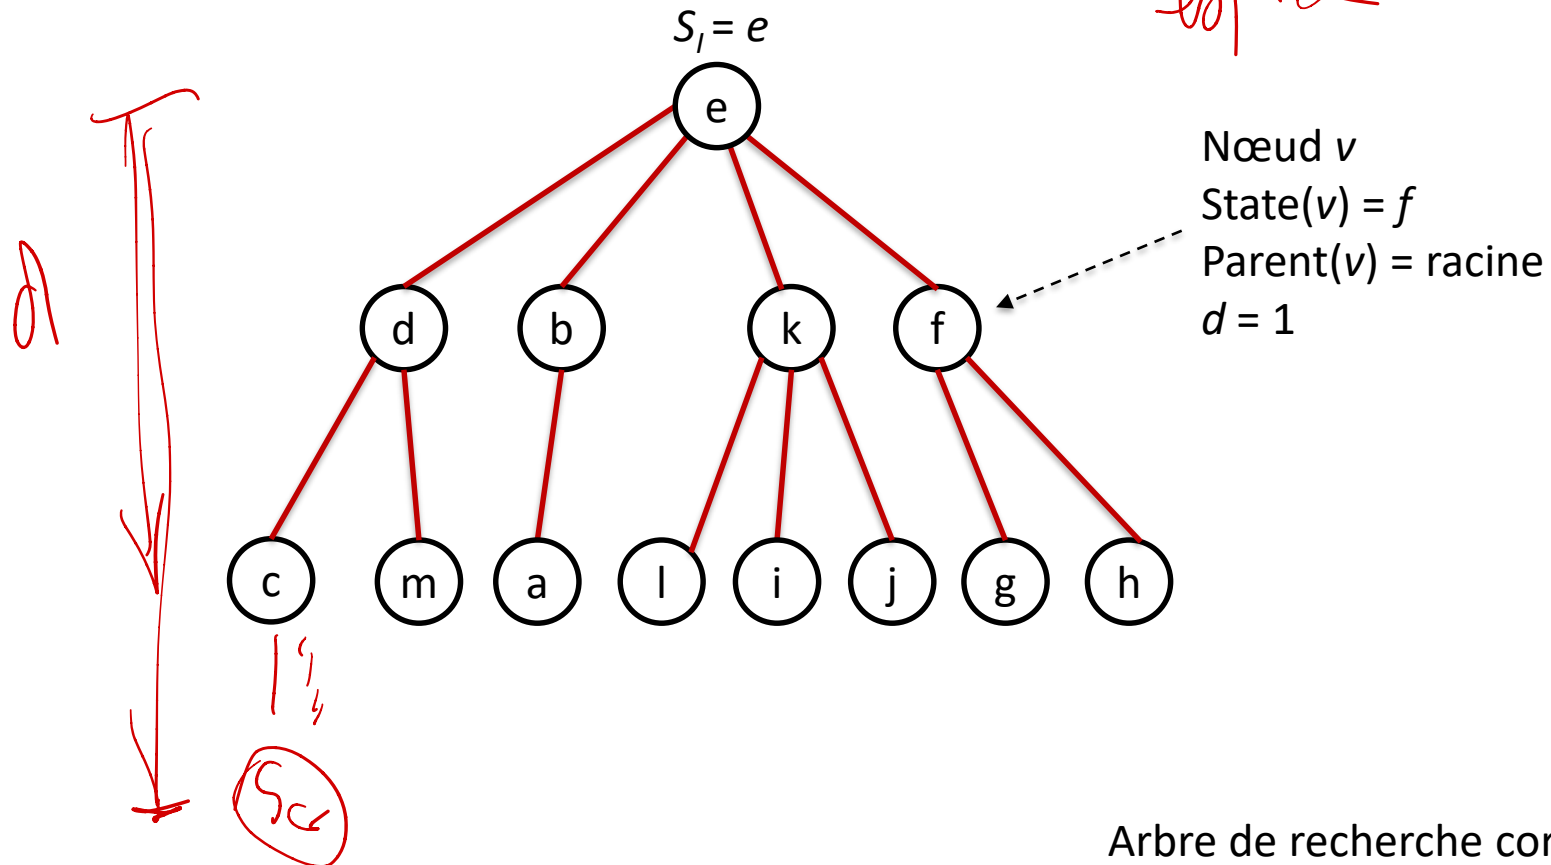 S_I = e
e
Nœud v
State(v) = f
Parent(v) = racine
d = 1
d
d b k f
c m a l i j g h
Arbre de recherche cor